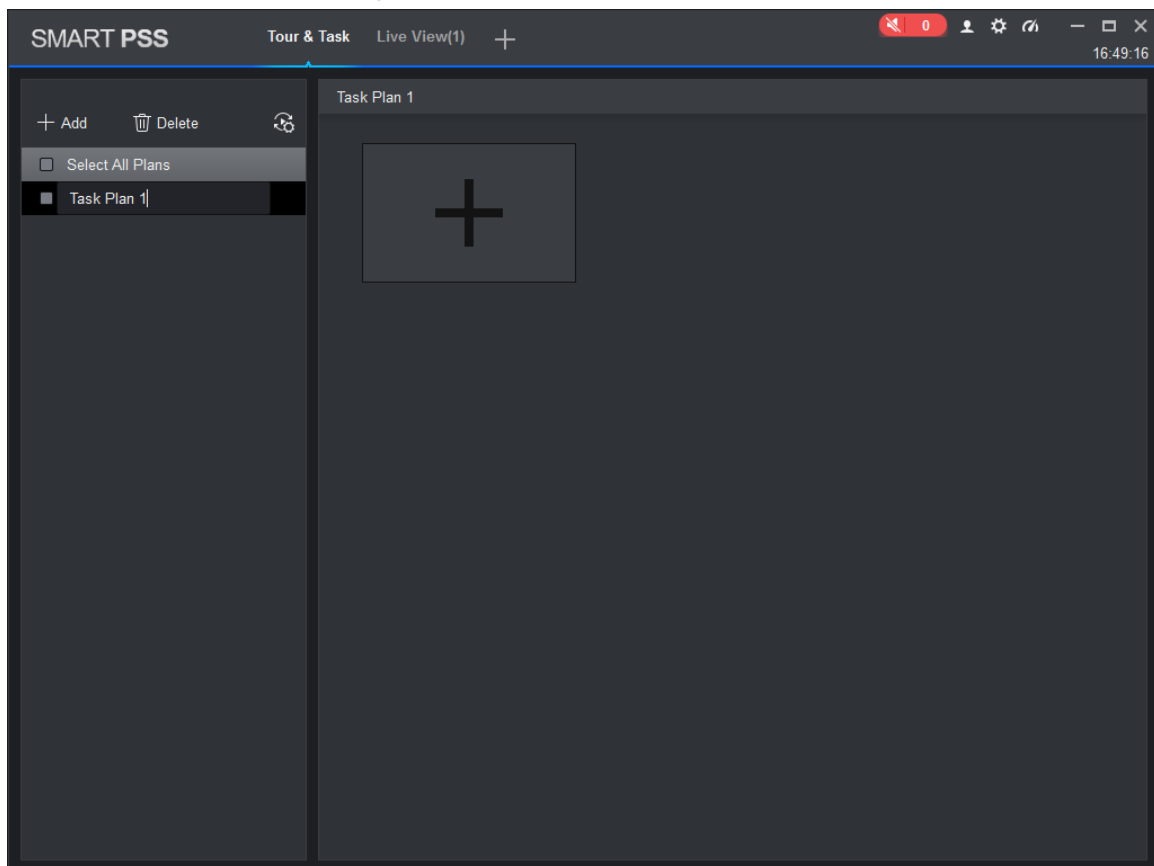 SMART PSS
Tour & Task
Live View(1)
0
16:49:16
Add
Delete
Select All Plans
Task Plan 1
Task Plan 1